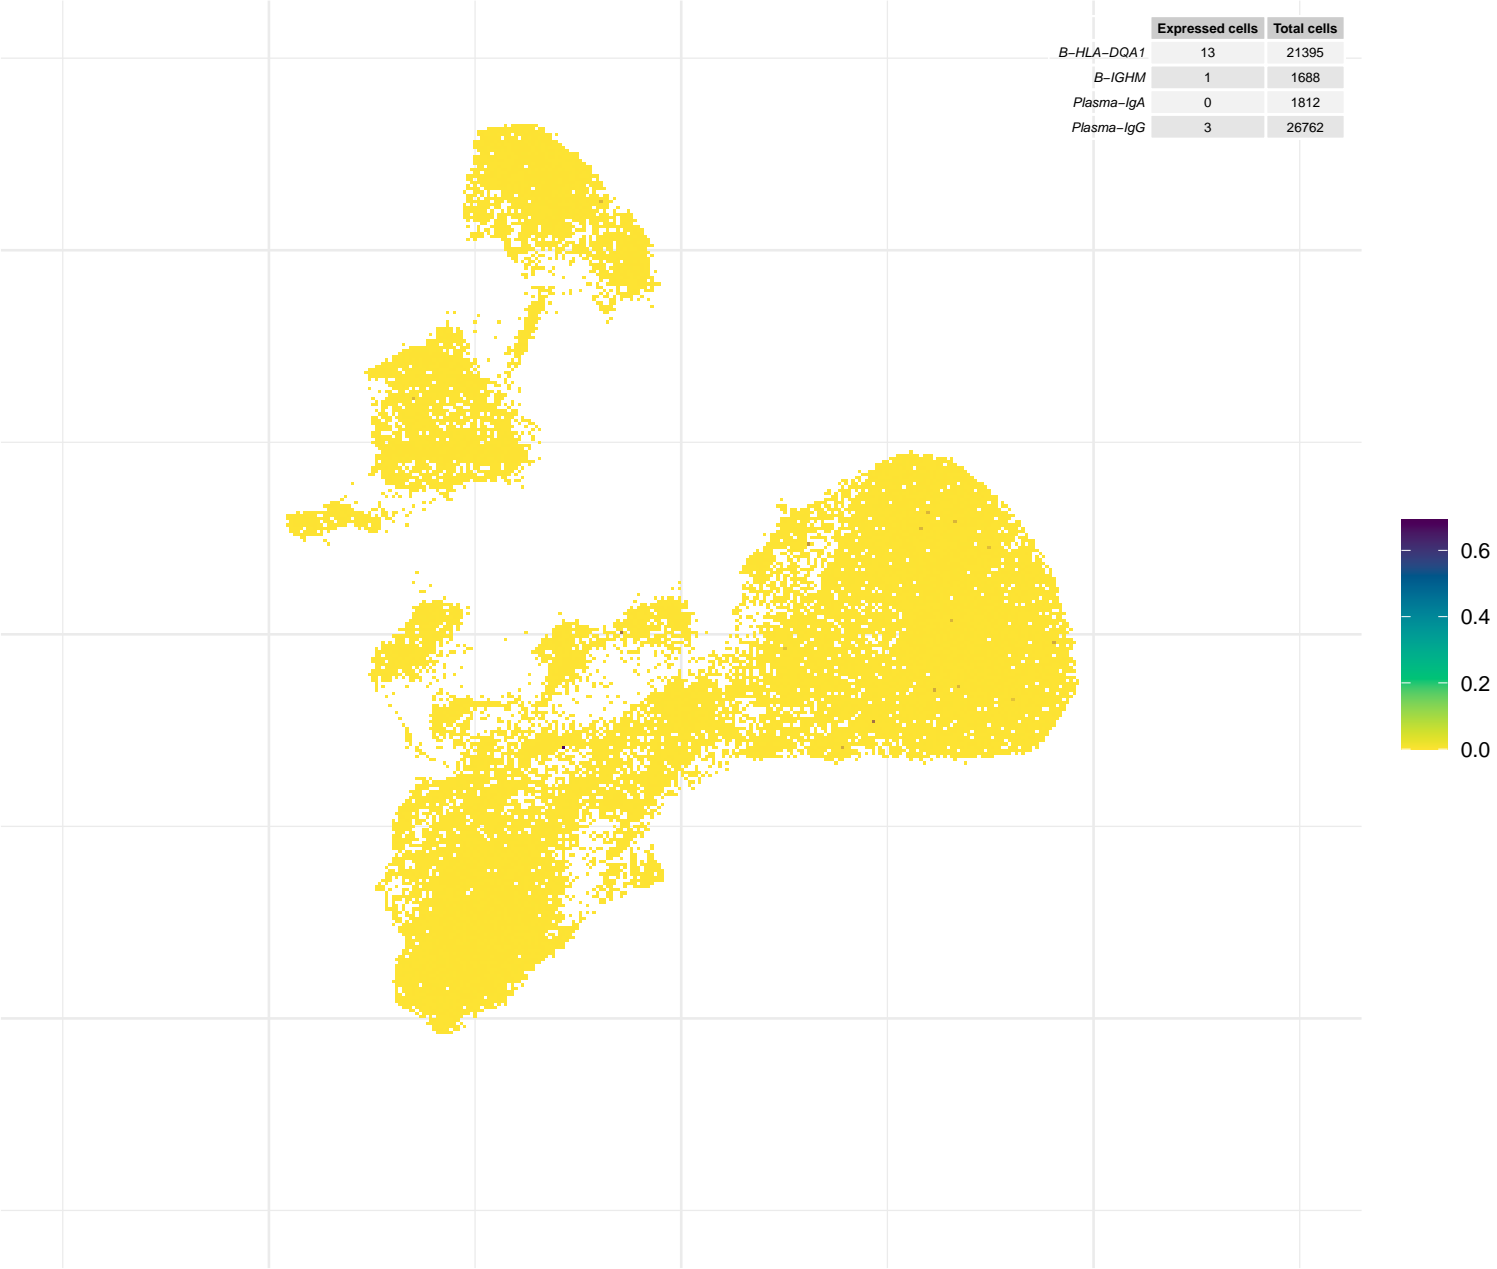 Expressed cells Total cells
B−HLA−DQA1 13 21395
B−IGHM 1 1688
Plasma−IgA 0 1812
Plasma−IgG 3 26762
0.6
0.4
0.2
0.0